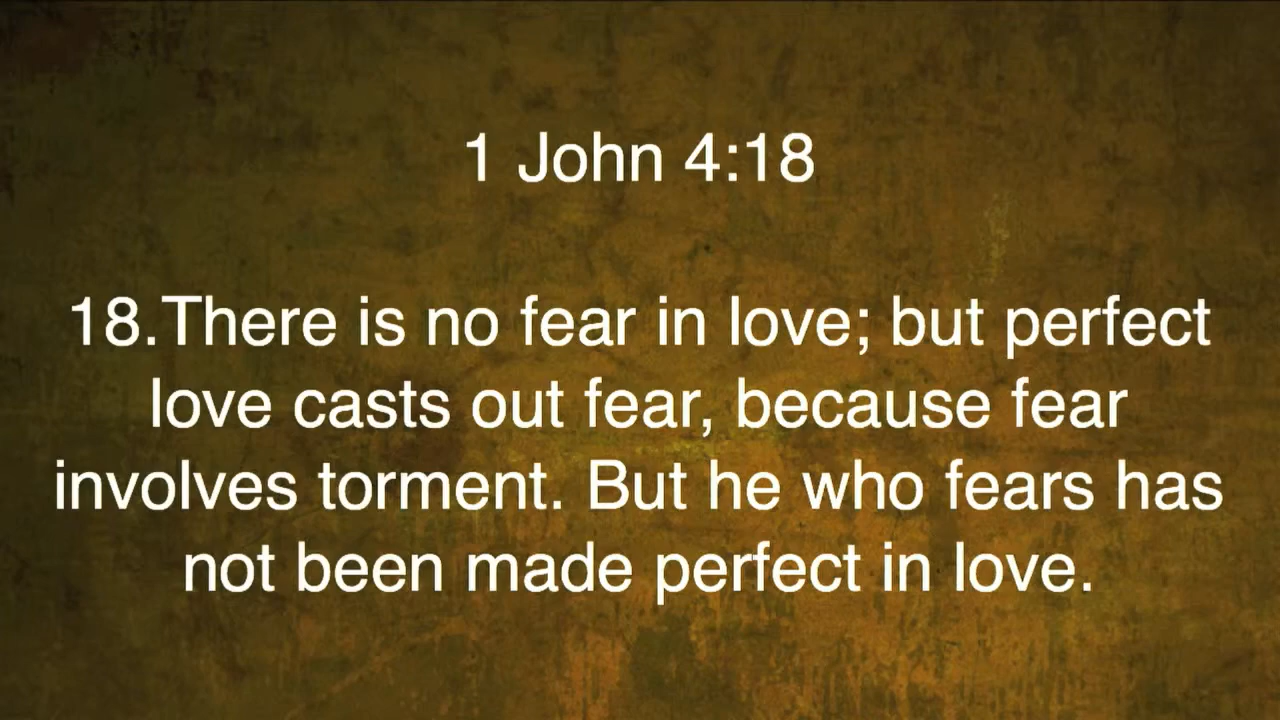 1 John 4:18
18.There is no fear in love; but perfect
love casts out fear, because fear
involves torment. But he who fears has
not been made perfect in love.